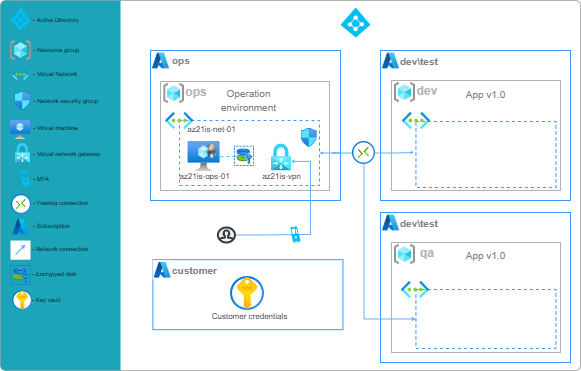 - Active Directory
- Resource group
- Virtual Network
- Network security group
- Virtual machine
- Virtual network gateway
- MFA
- Peering connection
- Subscription
- Network connection
- Encrypyed disk
- Key vault
ops
ops
Operation
environment
az21is-net-01
az21is-ops-01
az21is-vpn
customer
Customer credentials
dev\test
dev
App v1.0
dev\test
qa
App v1.0